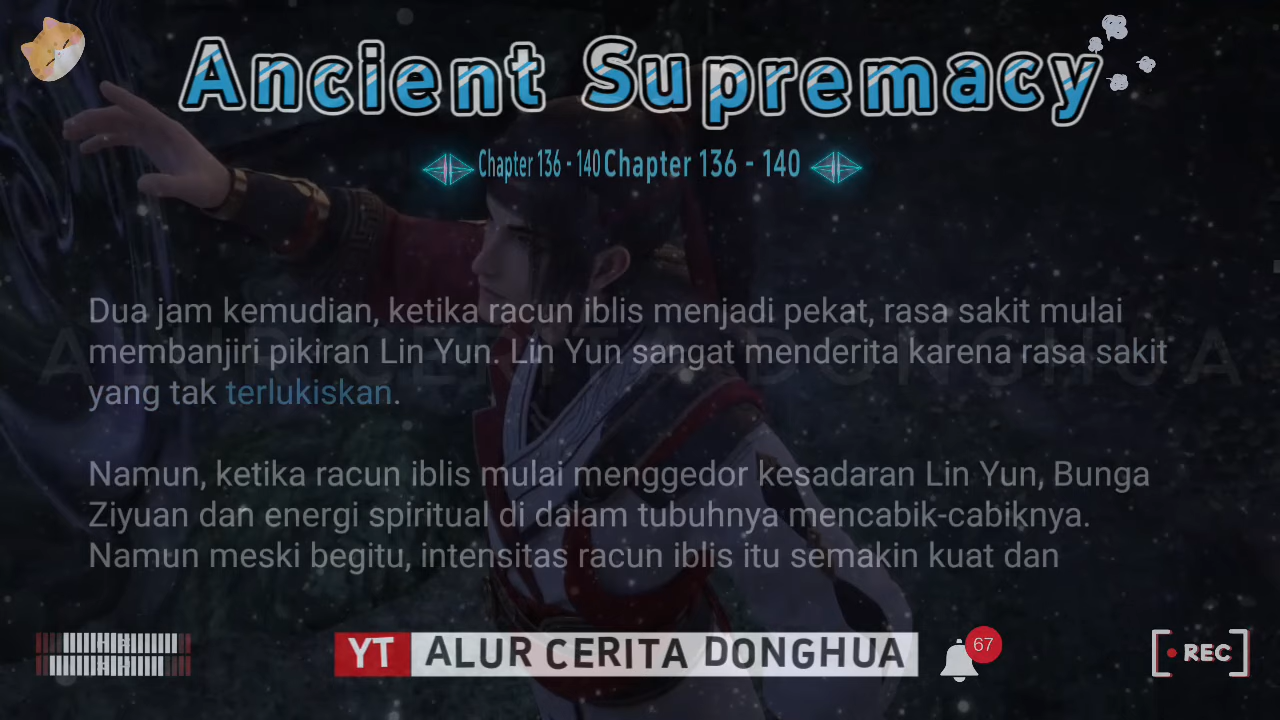 Ancient Supremacy
Chapter 136 - 140 Chapter 136 - 140
Dua jam kemudian, ketika racun iblis menjadi pekat, rasa sakit mulai
membanjiri pikiran Lin Yun. Lin Yun sangat menderita karena rasa sakit
yang tak terlukiskan.
Namun, ketika racun iblis mulai menggedor kesadaran Lin Yun, Bunga
Ziyuan dan energi spiritual di dalam tubuhnya mencabik-cabiknya.
Namun meski begitu, intensitas racun iblis itu semakin kuat dan
YT ALUR CERITA DONGHUA
67
REC